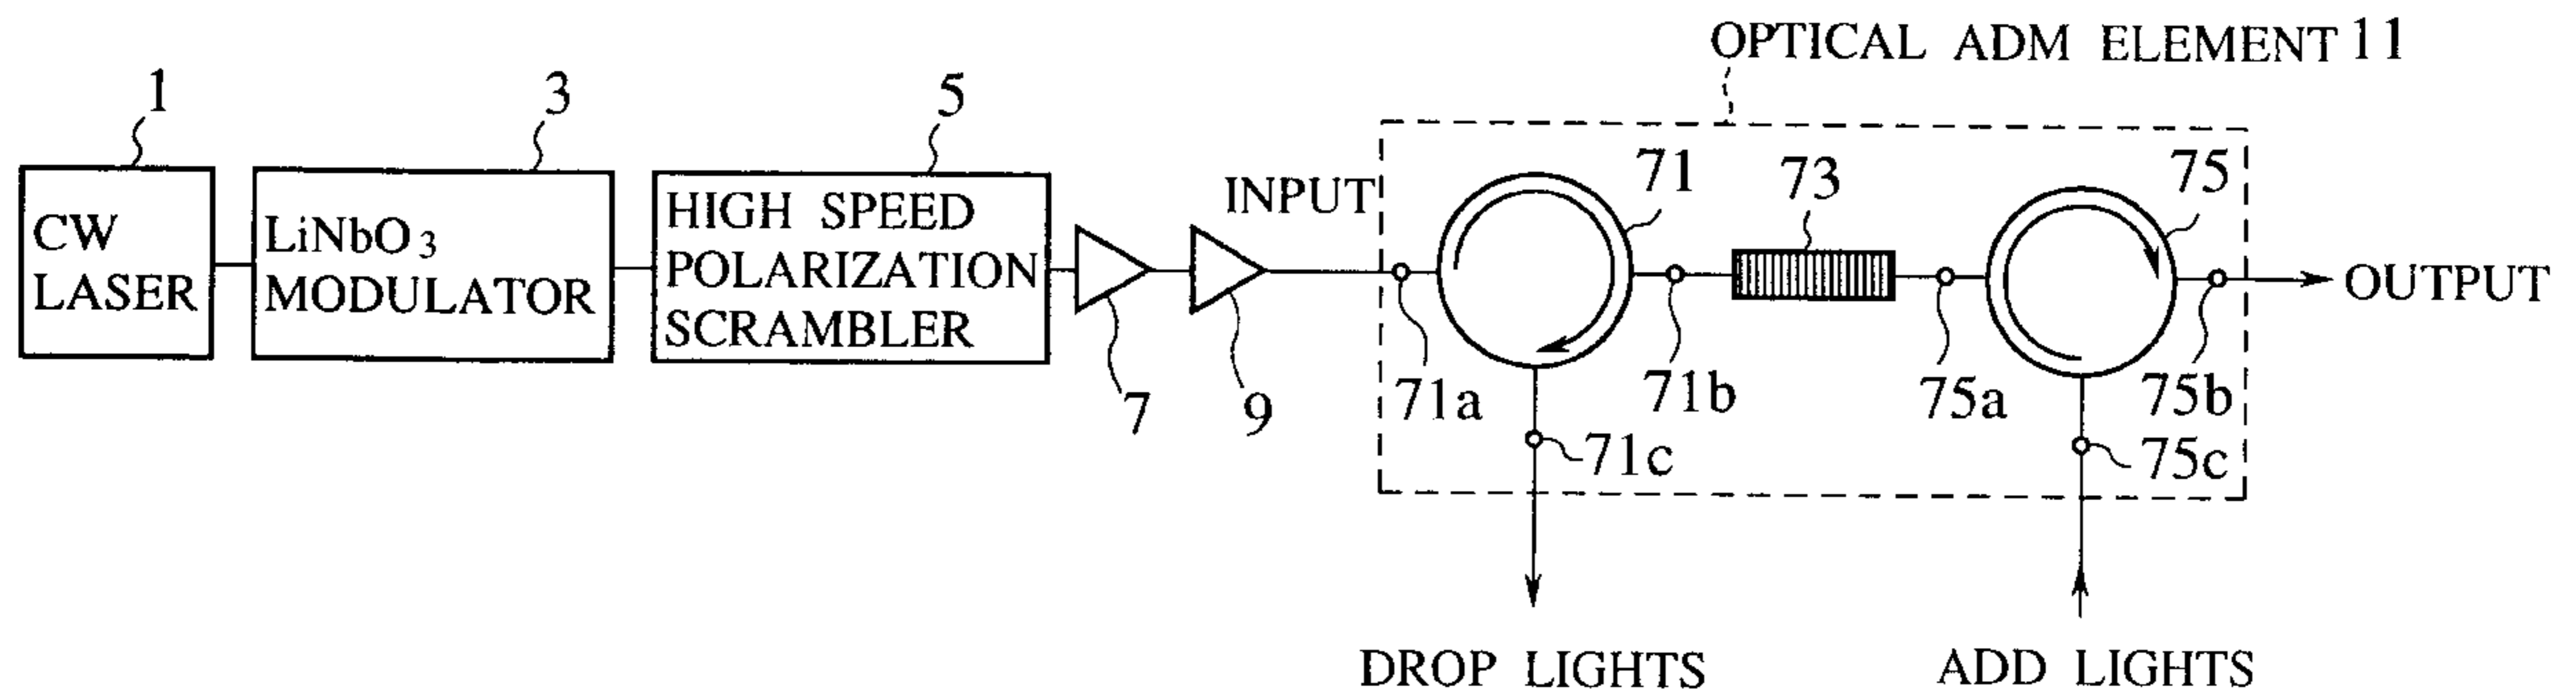 OPTICAL ADM ELEMENT 11
1
3
5
CW
LASER
LiNbO3
MODULATOR
HIGH SPEED
POLARIZATION
SCRAMBLER
7
9
INPUT
71
73
75
71a
71b
75a
75b
71c
75c
OUTPUT
DROP LIGHTS
ADD LIGHTS